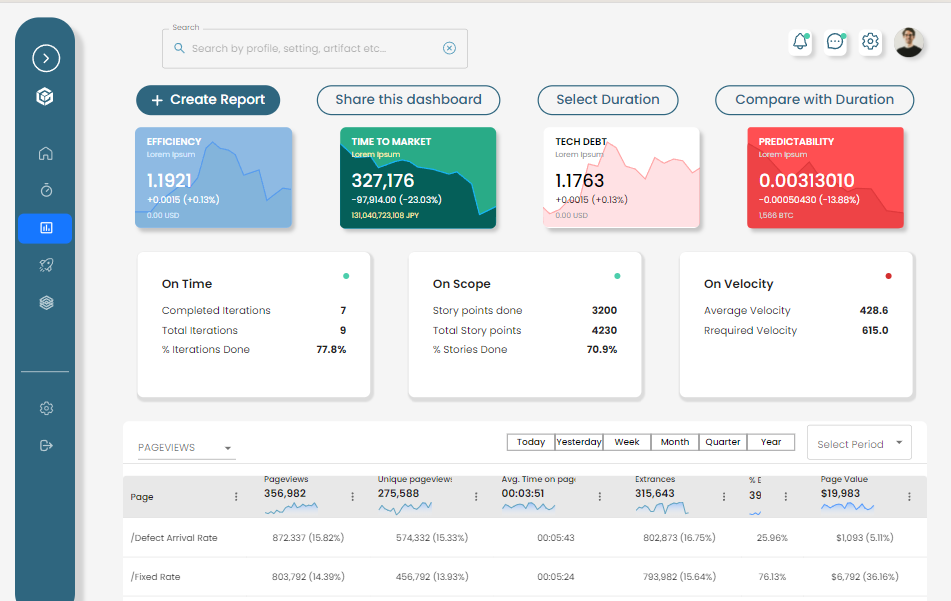 Search
Search by profile, setting, artifact etc...
+ Create Report
Share this dashboard
Select Duration
Compare with Duration
EFFICIENCY
Lorem Ipsum
1.1921
+0.0015 (+0.13%)
0.00 USD
TIME TO MARKET
Lorem Ipsum
327,176
-97,914.00 (-23.03%)
131,040,723,108 JPY
TECH DEBT
Lorem Ipsum
1.1763
+0.0015 (+0.13%)
0.00 USD
PREDICTABILITY
Lorem Ipsum
0.00313010
-0.00050430 (-13.88%)
1,566 BTC
On Time
Completed Iterations 7
Total Iterations 9
% Iterations Done 77.8%
On Scope
Story points done 3200
Total Story points 4230
% Stories Done 70.9%
On Velocity
Average Velocity 428.6
Rrequired Velocity 615.0
PAGEVIEWS
Today Yesterday Week Month Quarter Year
Select Period
Pageviews Unique pageviews Avg. Time on page Extrances % E Page Value
Page 356,982 275,588 00:03:51 315,643 39 $19,983
/Defect Arrival Rate 872.337 (15.82%) 574,332 (15.33%) 00:05:43 802,873 (16.75%) 25.96% $1,093 (5.11%)
/Fixed Rate 803,792 (14.39%) 456,792 (13.93%) 00:05:24 793,982 (15.64%) 76.13% $6,792 (36.16%)